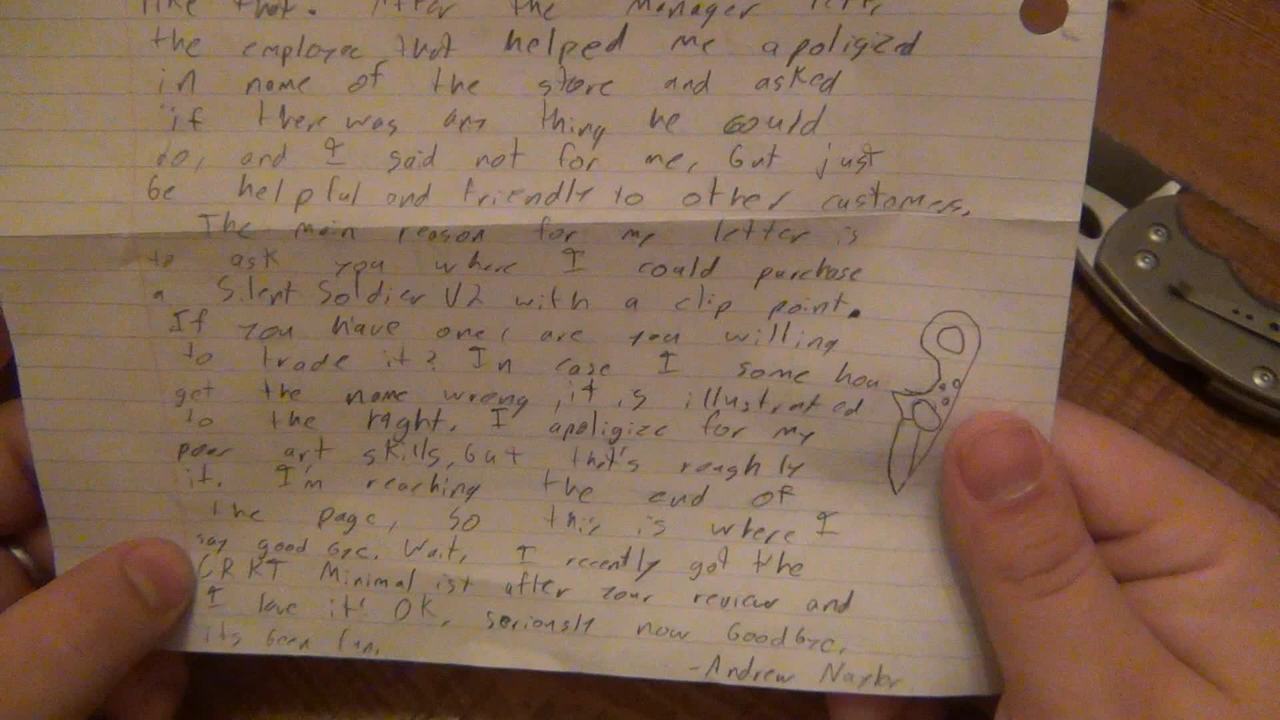 like that. After the Manager left,
the employee that helped me apoligized
in name of the store and asked
if there was any thing he could
do, and I said not for me, but just
be helpful and friendly to other customers.
The main reason for my letter is
to ask you where I could purchase
a Silent Soldier V2 with a clip point.
If you have one, are you willing
to trade it? In case I some how
get the name wrong, it is illustrated
to the right. I apoligize for my
poor art skills, but that's roughly
it. I'm reaching the end of
the page, so this is where I
say good bye. Wait, I recently got the
CRKT Minimalist after your review and
I love it! OK, seriously now Goodbye,
its been fun.
-Andrew Naylor